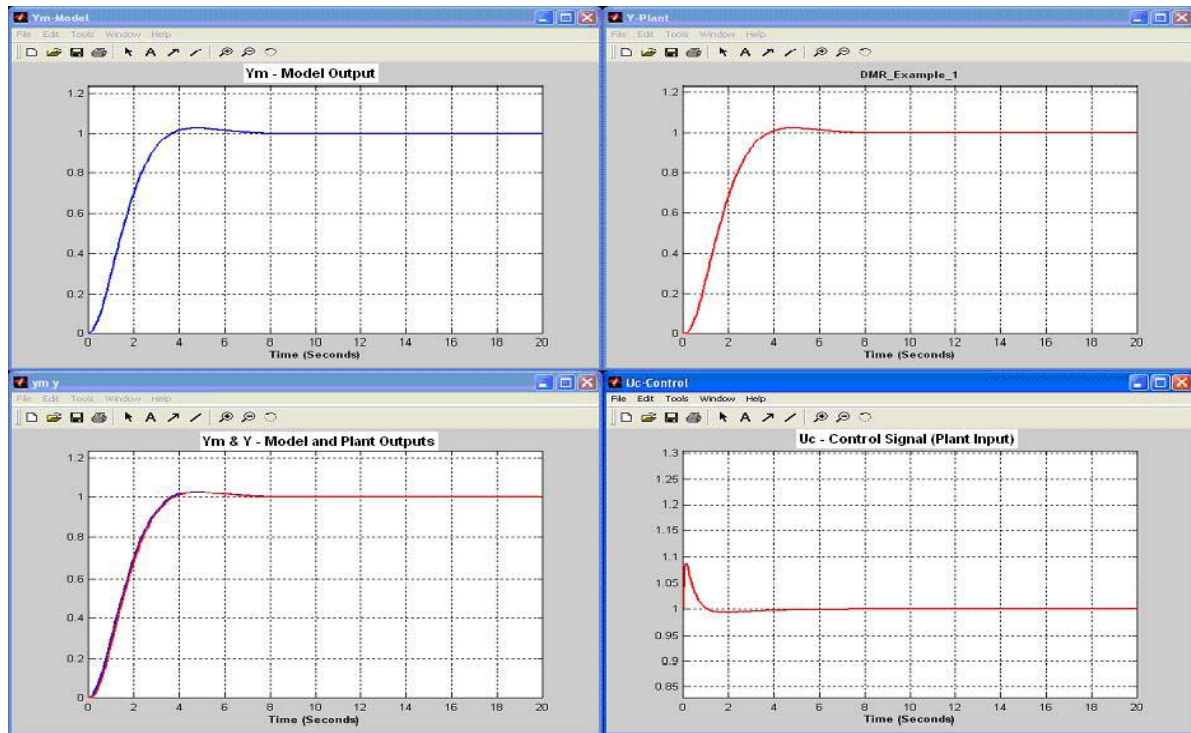 Ym-Model
File Edit Tools Window Help
Ym - Model Output
1.2
1
0.8
0.6
0.4
0.2
0
0 2 4 6 8 10 12 14 16 18 20
Time (Seconds)
Y-Plant
File Edit Tools Window Help
DMR_Example_1
1.2
1
0.8
0.6
0.4
0.2
0
0 2 4 6 8 10 12 14 16 18 20
Time (Seconds)
ym y
File Edit Tools Window Help
Ym & Y - Model and Plant Outputs
1.2
1
0.8
0.6
0.4
0.2
0
0 2 4 6 8 10 12 14 16 18 20
Time (Seconds)
Uc-Control
File Edit Tools Window Help
Uc - Control Signal (Plant Input)
1.3
1.25
1.2
1.15
1.1
1.05
1
0.95
0.9
0.85
0 2 4 6 8 10 12 14 16 18 20
Time (Seconds)